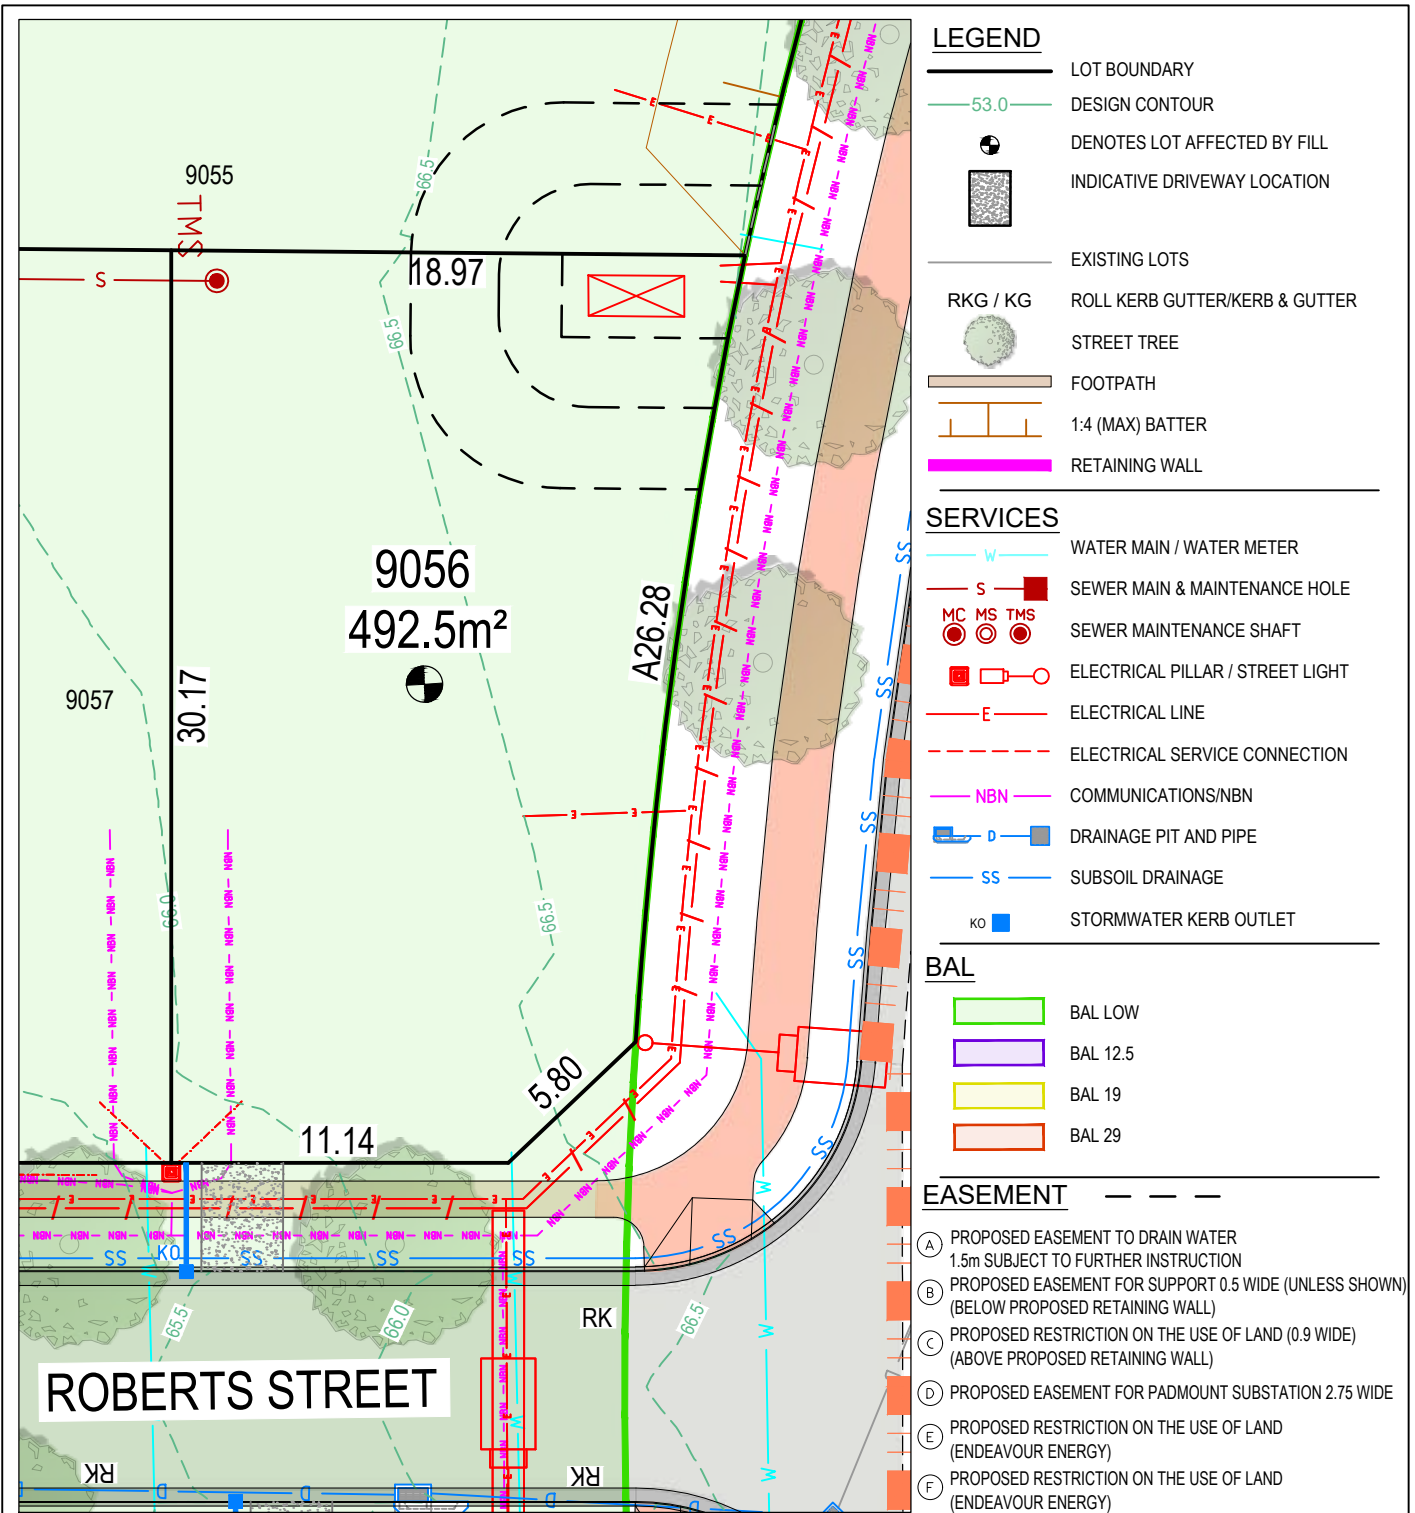 9055
TMS
S
18.97
66.5
66.5
9056
492.5m²
A26.28
30.17
9057
66.0
66.5
5.80
11.14
KO
SS
SS
SS
SS
SS
SS
SS
SS
SS
RK
65.5
66.0
66.5
ROBERTS STREET
RK
RK
D
D
D
D
E
NBN
W
LEGEND
LOT BOUNDARY
53.0 DESIGN CONTOUR
DENOTES LOT AFFECTED BY FILL
INDICATIVE DRIVEWAY LOCATION
EXISTING LOTS
RKG / KG ROLL KERB GUTTER/KERB & GUTTER
STREET TREE
FOOTPATH
1:4 (MAX) BATTER
RETAINING WALL
SERVICES
W WATER MAIN / WATER METER
S SEWER MAIN & MAINTENANCE HOLE
MC MS TMS
SEWER MAINTENANCE SHAFT
ELECTRICAL PILLAR / STREET LIGHT
E ELECTRICAL LINE
ELECTRICAL SERVICE CONNECTION
NBN COMMUNICATIONS/NBN
D DRAINAGE PIT AND PIPE
SS SUBSOIL DRAINAGE
KO STORMWATER KERB OUTLET
BAL
BAL LOW
BAL 12.5
BAL 19
BAL 29
EASEMENT
A PROPOSED EASEMENT TO DRAIN WATER
1.5m SUBJECT TO FURTHER INSTRUCTION
B PROPOSED EASEMENT FOR SUPPORT 0.5 WIDE (UNLESS SHOWN)
(BELOW PROPOSED RETAINING WALL)
C PROPOSED RESTRICTION ON THE USE OF LAND (0.9 WIDE)
(ABOVE PROPOSED RETAINING WALL)
D PROPOSED EASEMENT FOR PADMOUNT SUBSTATION 2.75 WIDE
E PROPOSED RESTRICTION ON THE USE OF LAND
(ENDEAVOUR ENERGY)
F PROPOSED RESTRICTION ON THE USE OF LAND
(ENDEAVOUR ENERGY)